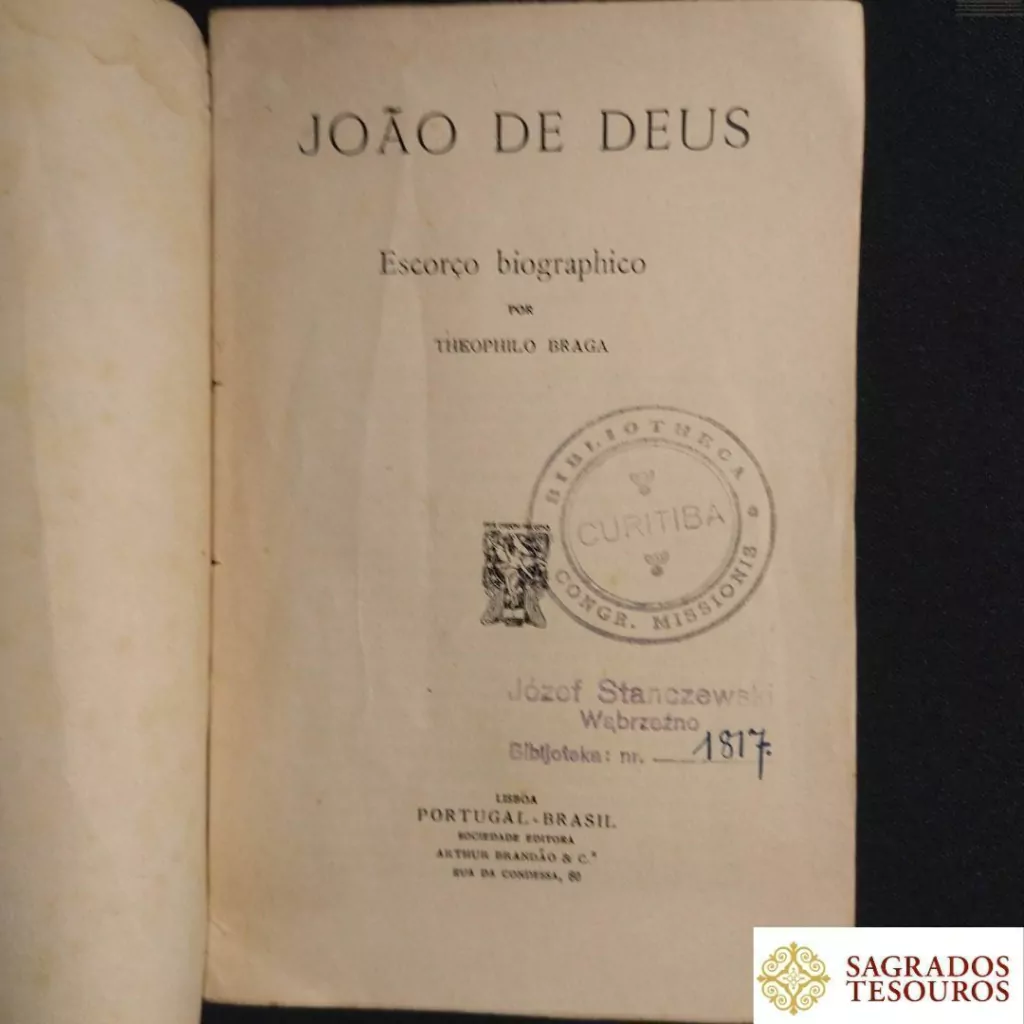 JOÃO DE DEUS
Escorço biographico
POR
THEOPHILO BRAGA
BIBLIOTHECA
CURITIBA
CONGR. MISSIONIS
Józef Stanczewski
Wąbrzeźno
Bibljoteka: nr. 1817.
LISBOA
PORTUGAL-BRASIL
SOCIEDADE EDITORA
ARTHUR BRANDÃO & C.ª
RUA DA CONDESSA, 80
SAGRADOS
TESOUROS